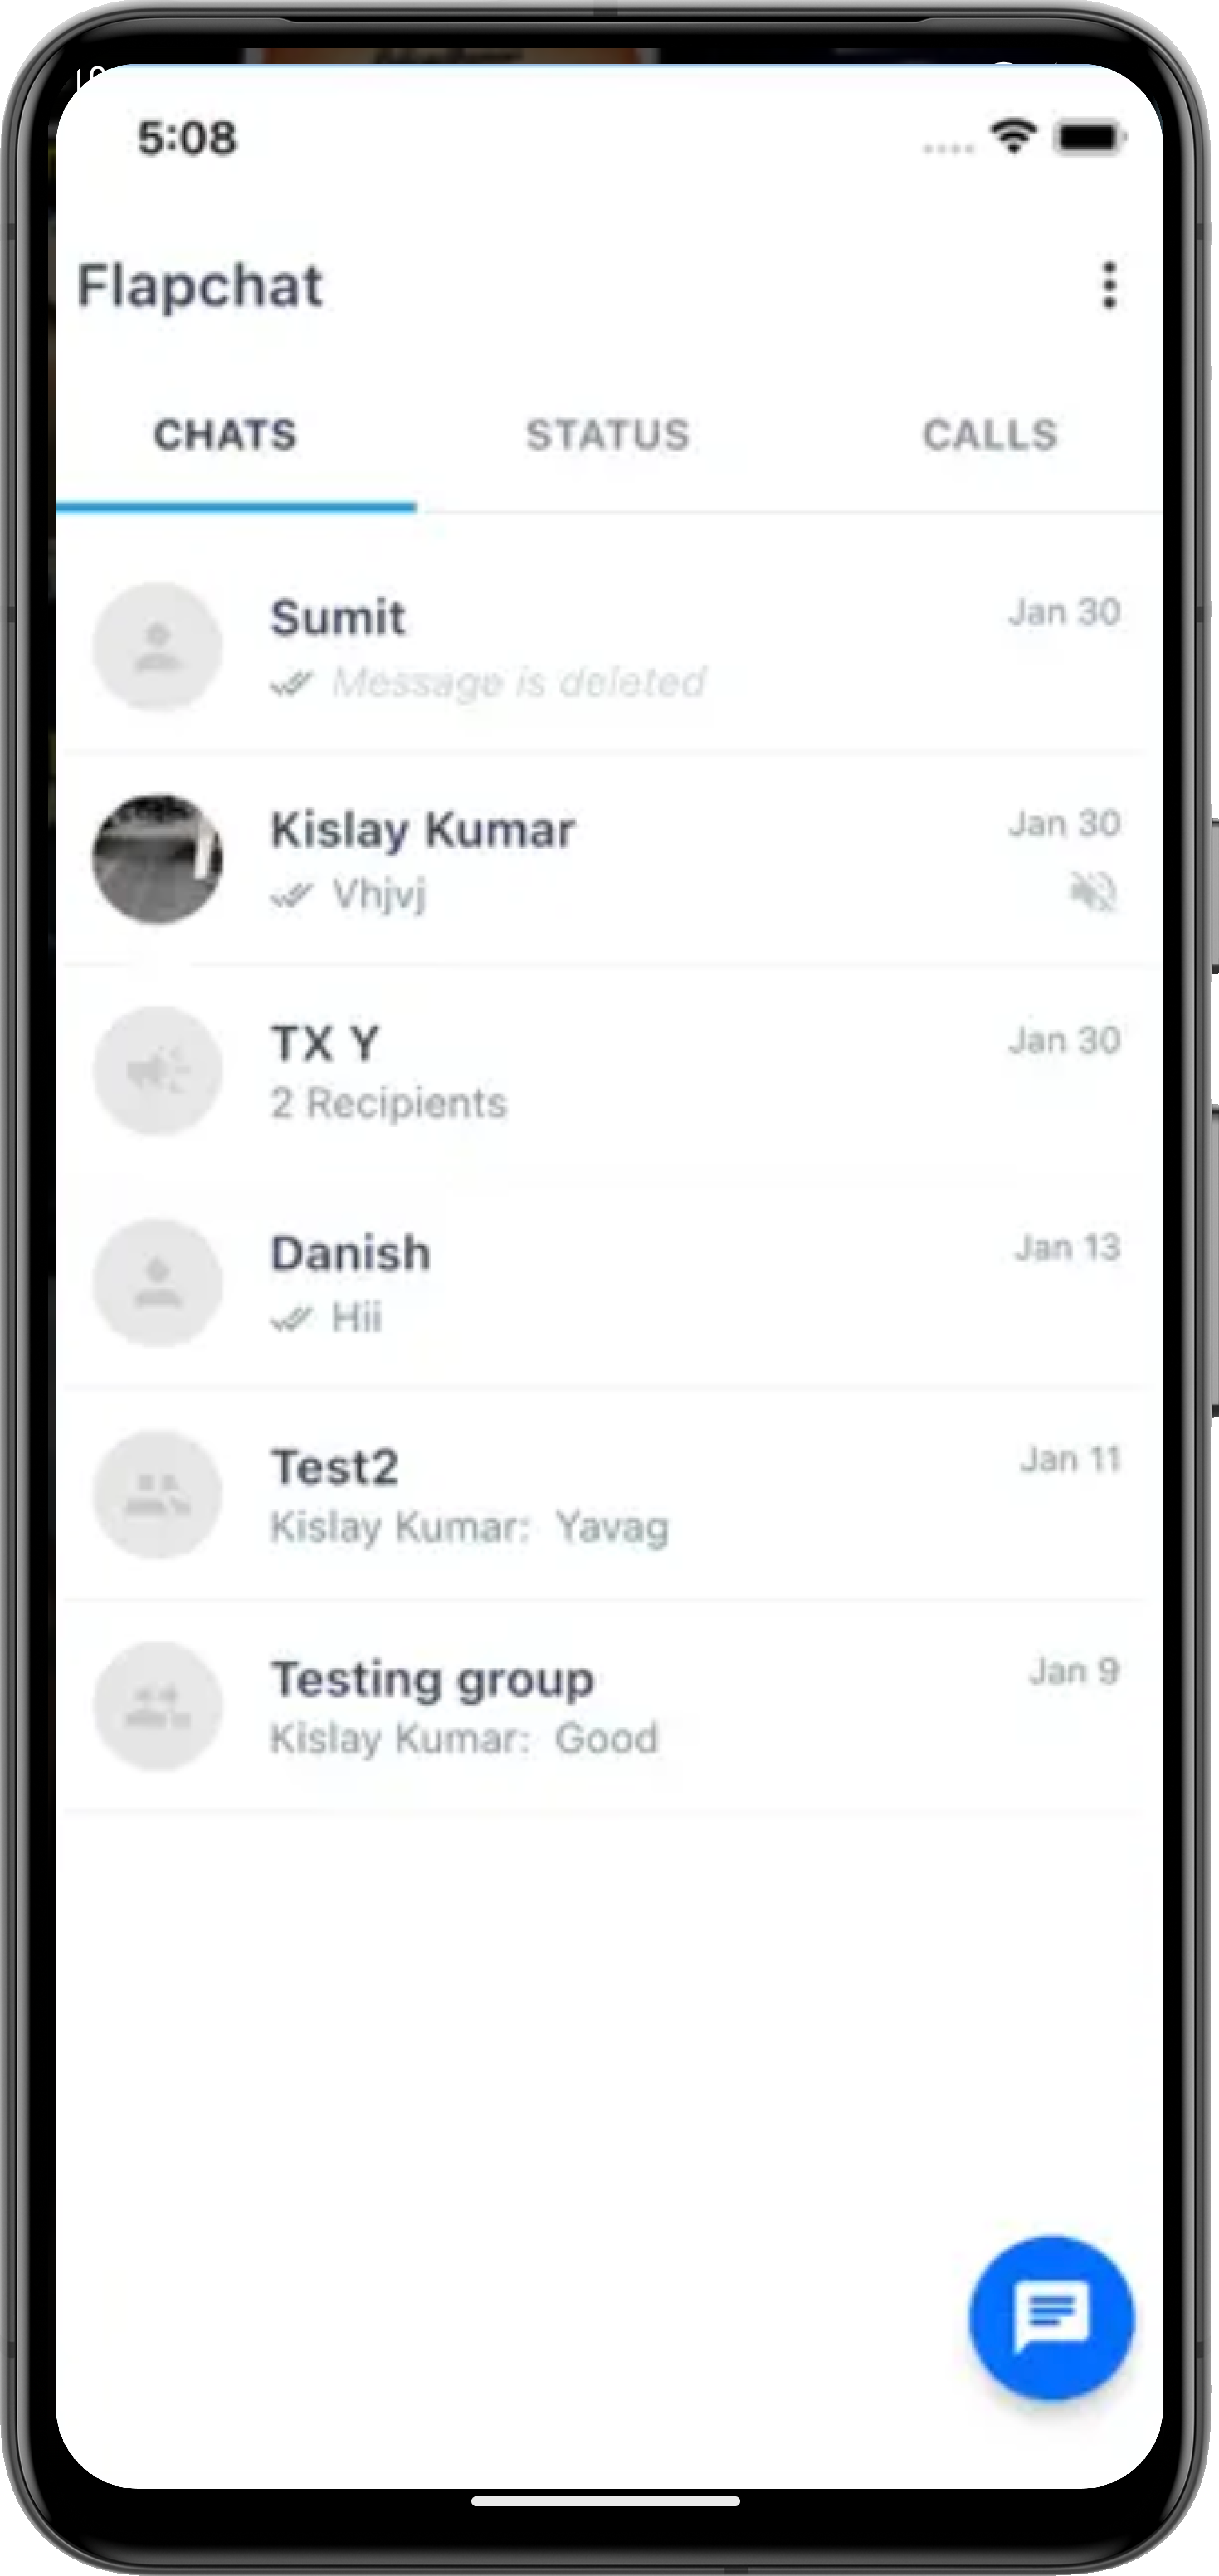 5:08
Flapchat
CHATS STATUS CALLS
Sumit Jan 30
Message is deleted
Kislay Kumar Jan 30
Vhjvj
TX Y Jan 30
2 Recipients
Danish Jan 13
Hii
Test2 Jan 11
Kislay Kumar: Yavag
Testing group Jan 9
Kislay Kumar: Good